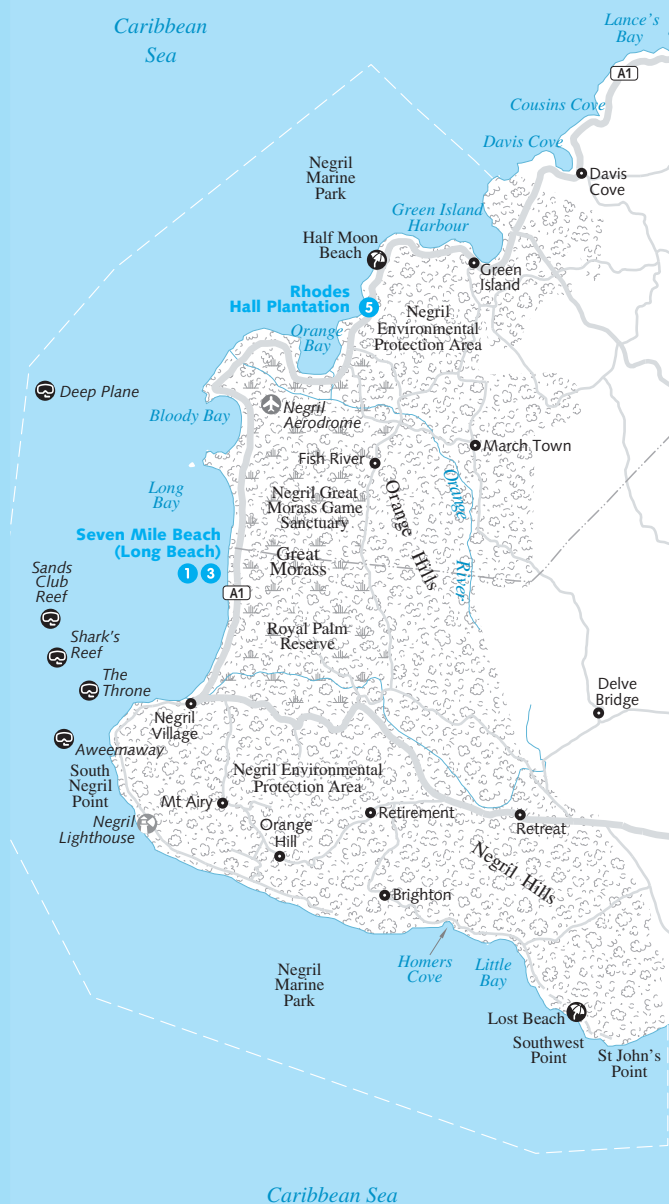 Caribbean
Sea
Lance's
Bay
A1
Cousins Cove
Davis Cove
Davis
Cove
Negril
Marine
Park
Green Island
Harbour
Half Moon
Beach
Green
Island
Rhodes
Hall Plantation
5
Negril
Environmental
Protection Area
Orange
Bay
Deep Plane
Bloody Bay
Negril
Aerodrome
March Town
Fish River
Orange
River
Orange Hills
Long
Bay
Negril Great
Morass Game
Sanctuary
Seven Mile Beach
(Long Beach)
1 3
Great
Morass
A1
Sands
Club
Reef
Shark's
Reef
Royal Palm
Reserve
The
Throne
Delve
Bridge
Negril
Village
Aweemaway
South
Negril
Point
Negril Environmental
Protection Area
Mt Airy
Negril
Lighthouse
Orange
Hill
Retirement
Retreat
Negril Hills
Brighton
Homers
Cove
Little
Bay
Negril
Marine
Park
Lost Beach
Southwest
Point
St John's
Point
Caribbean Sea